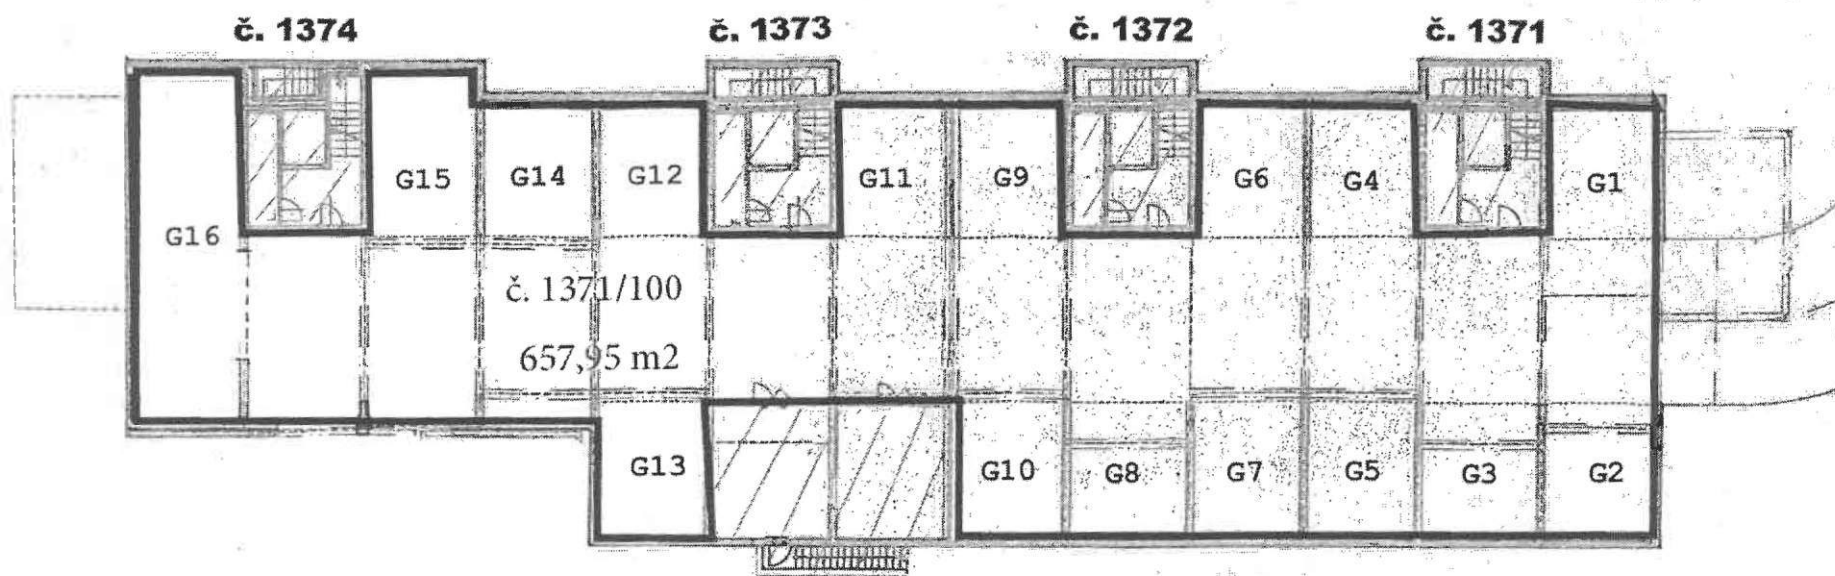 č. 1374 č. 1373 č. 1372 č. 1371
G15 G14 G12 G11 G9 G6 G4 G1
G16
č. 1371/100
657,95 m2
G13 G10 G8 G7 G5 G3 G2